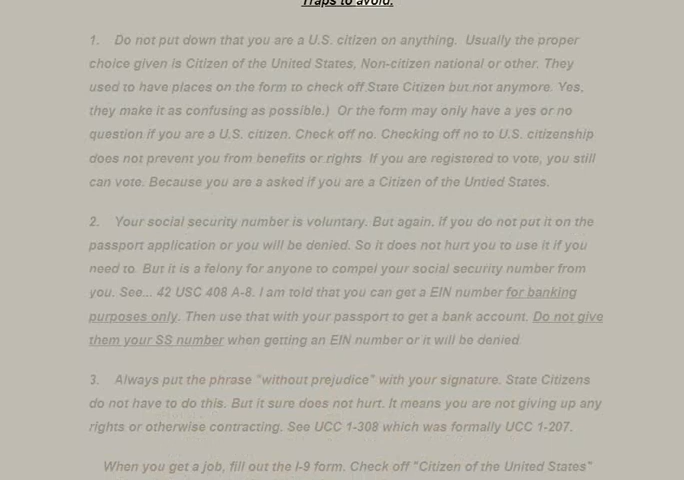 Traps to avoid.
1. Do not put down that you are a U.S. citizen on anything. Usually the proper
choice given is Citizen of the United States, Non-citizen national or other. They
used to have places on the form to check off State Citizen but not anymore. Yes,
they make it as confusing as possible.) Or the form may only have a yes or no
question if you are a U.S. citizen. Check off no. Checking off no to U.S. citizenship
does not prevent you from benefits or rights. If you are registered to vote, you still
can vote. Because you are a asked if you are a Citizen of the Untied States.
2. Your social security number is voluntary. But again. if you do not put it on the
passport application or you will be denied. So it does not hurt you to use it if you
need to. But it is a felony for anyone to compel your social security number from
you. See... 42 USC 408 A-8. I am told that you can get a EIN number for banking
purposes only. Then use that with your passport to get a bank account. Do not give
them your SS number when getting an EIN number or it will be denied.
3. Always put the phrase "without prejudice" with your signature. State Citizens
do not have to do this. But it sure does not hurt. It means you are not giving up any
rights or otherwise contracting. See UCC 1-308 which was formally UCC 1-207.
When you get a job, fill out the I-9 form. Check off "Citizen of the United States"